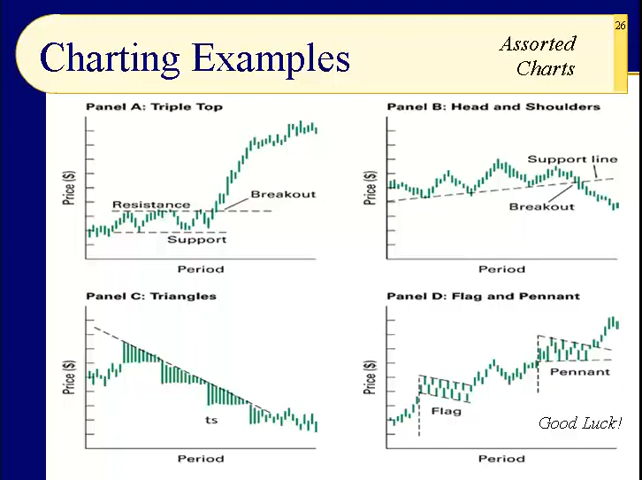 26
Charting Examples
Assorted
Charts
Panel A: Triple Top
Price ($)
Resistance
Breakout
Support
Period
Panel B: Head and Shoulders
Price ($)
Support line
Breakout
Period
Panel C: Triangles
Price ($)
ts
Period
Panel D: Flag and Pennant
Price ($)
Pennant
Flag
Good Luck!
Period